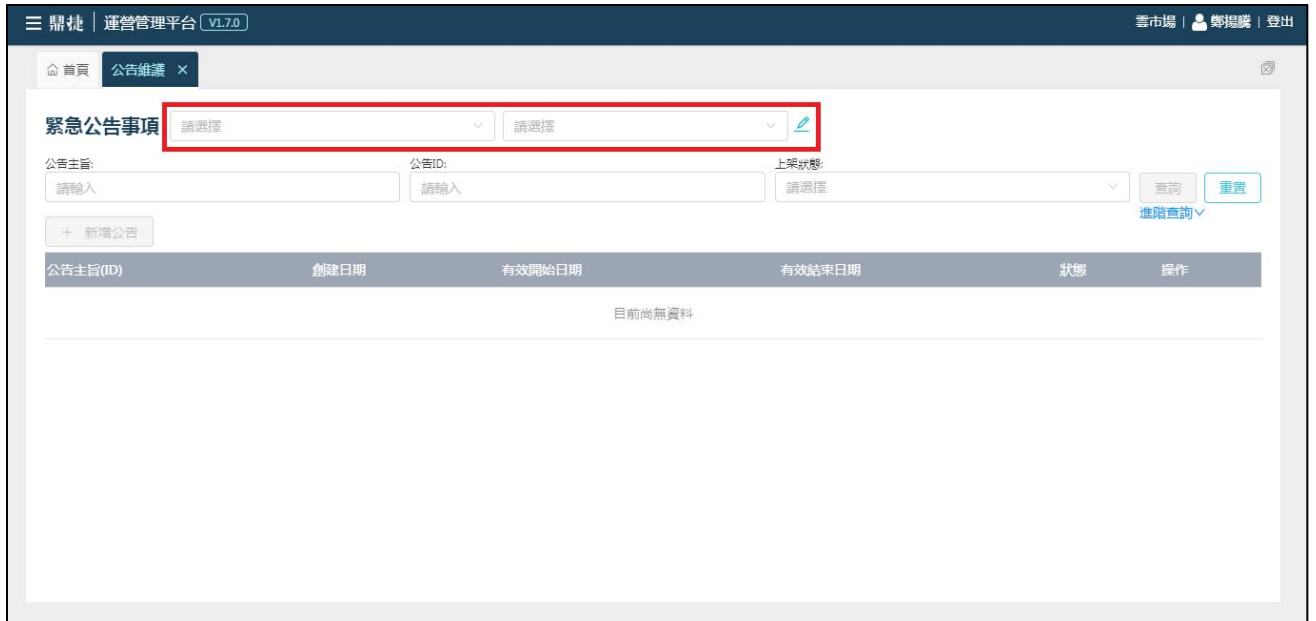 鼎捷 | 運營管理平台 V1.7.0 雲市場 | 鄭揚騰 | 登出
首頁 公告維護 ×
緊急公告事項 請選擇 請選擇
公告主旨: 公告ID: 上架狀態:
請輸入 請輸入 請選擇 查詢 重置
進階查詢
+ 新增公告
公告主旨(ID) 創建日期 有效開始日期 有效結束日期 狀態 操作
目前尚無資料